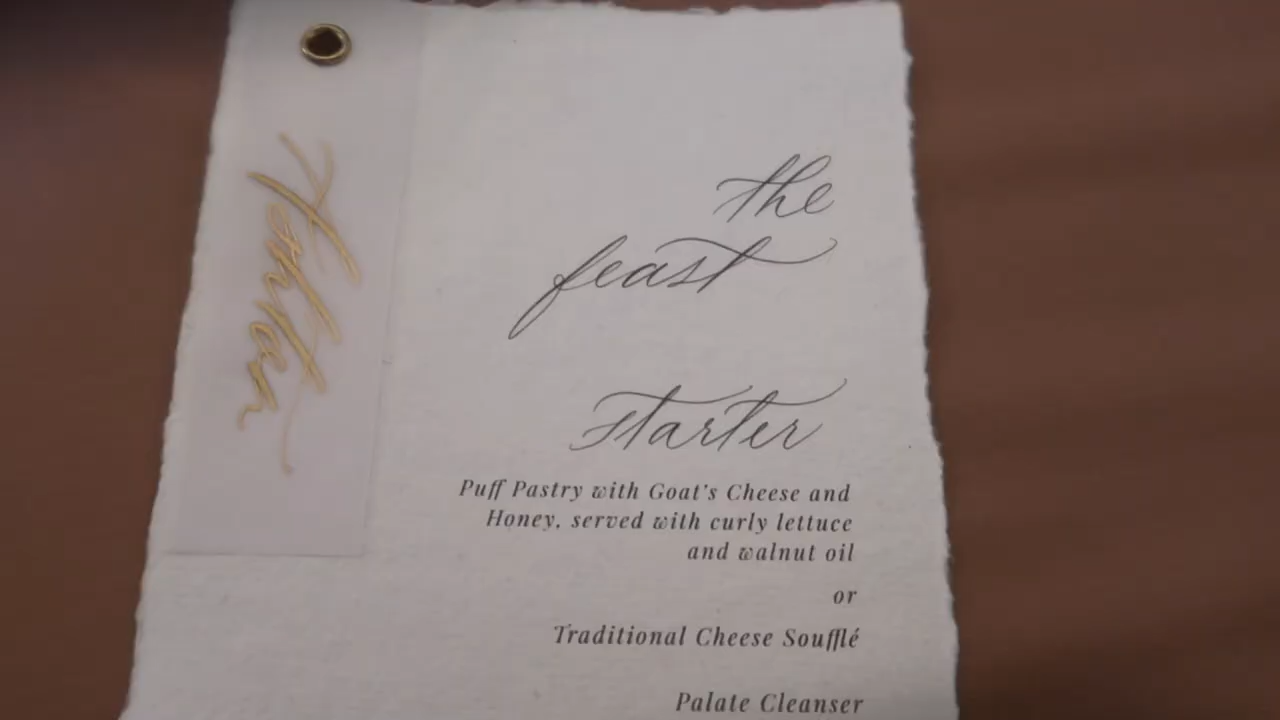 the
feast
starter
Puff Pastry with Goat's Cheese and
Honey, served with curly lettuce
and walnut oil
or
Traditional Cheese Soufflé
Palate Cleanser